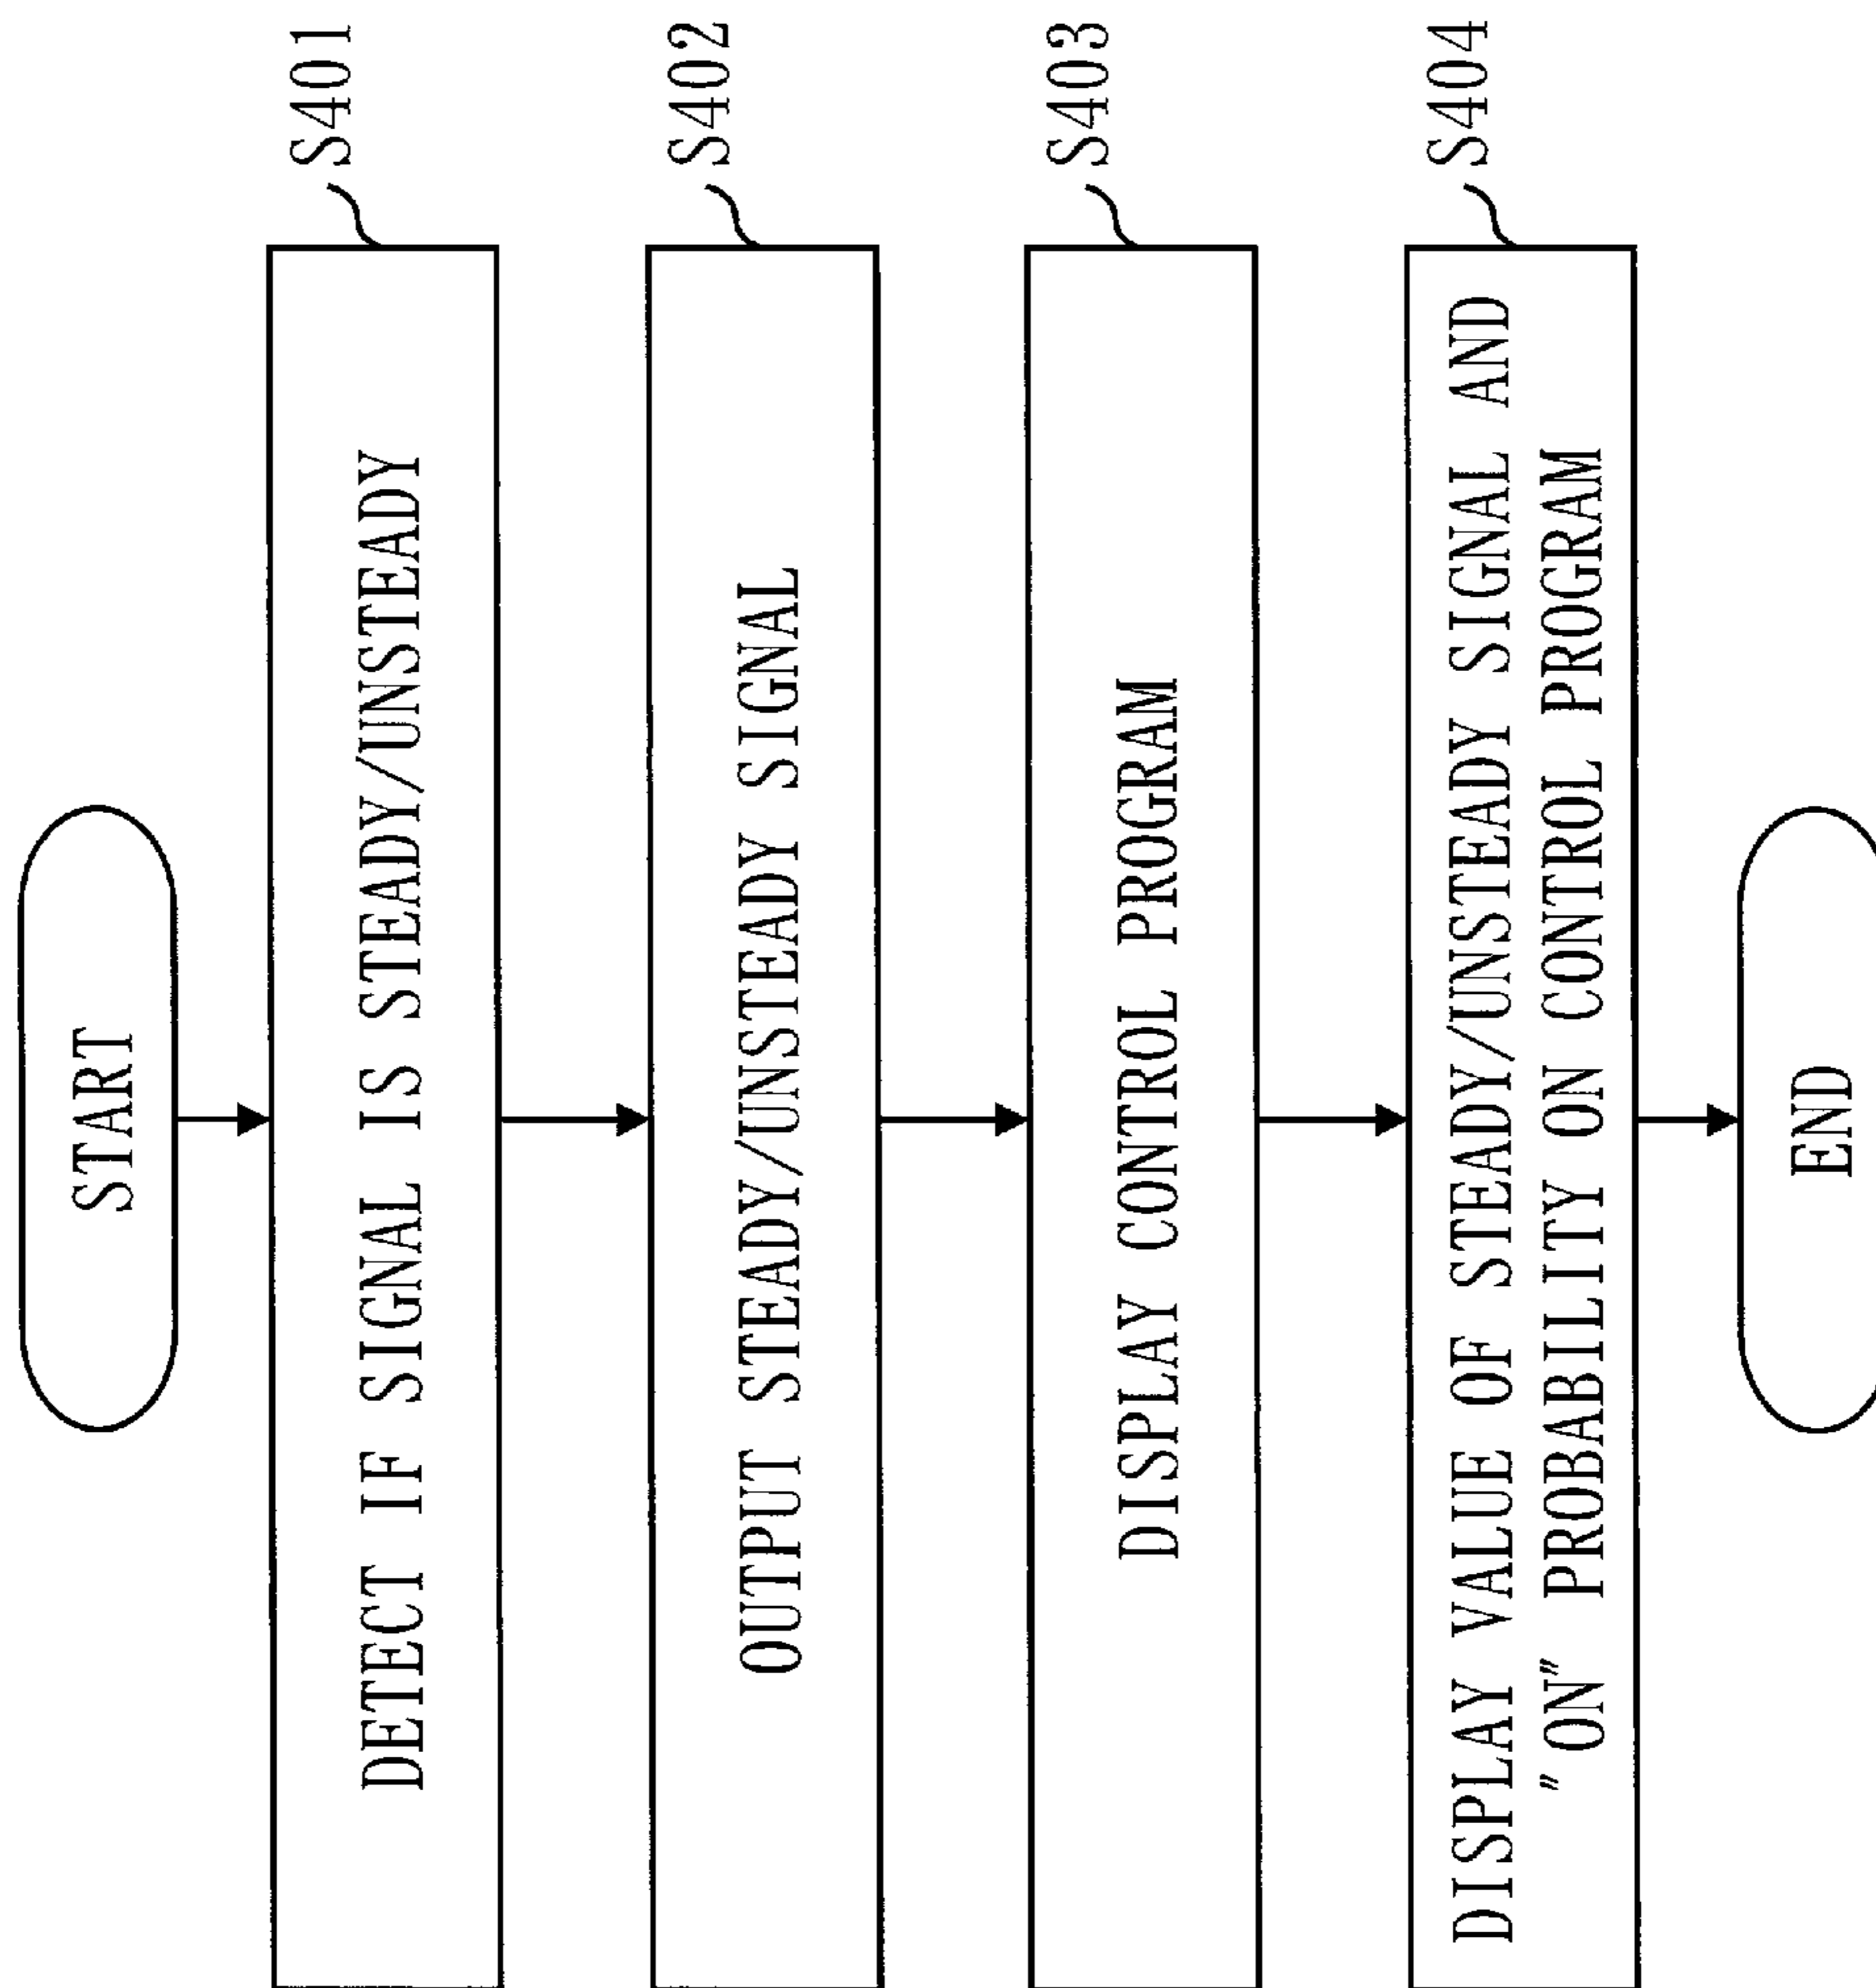 START
DETECT IF SIGNAL IS STEADY/UNSTEADY
S401
OUTPUT STEADY/UNSTEADY SIGNAL
S402
DISPLAY CONTROL PROGRAM
S403
DISPLAY VALUE OF STEADY/UNSTEADY SIGNAL AND
"ON" PROBABILITY ON CONTROL PROGRAM
S404
END